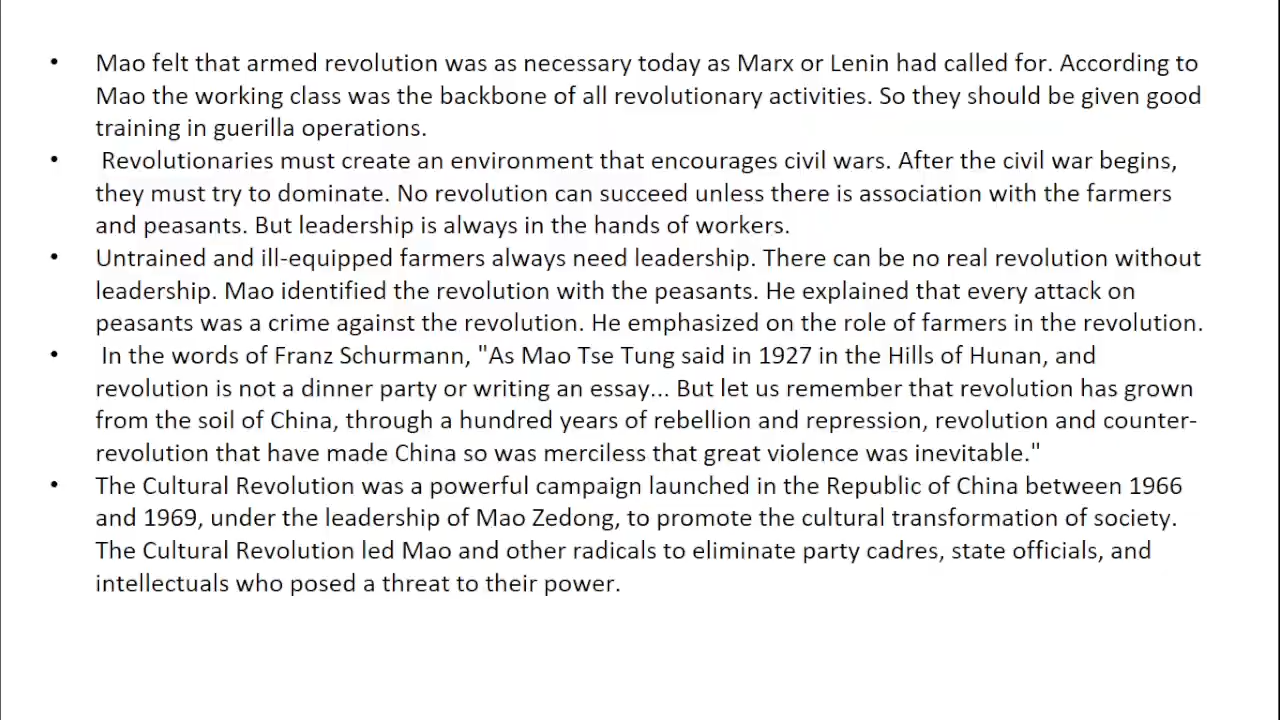 • Mao felt that armed revolution was as necessary today as Marx or Lenin had called for. According to
Mao the working class was the backbone of all revolutionary activities. So they should be given good
training in guerilla operations.
• Revolutionaries must create an environment that encourages civil wars. After the civil war begins,
they must try to dominate. No revolution can succeed unless there is association with the farmers
and peasants. But leadership is always in the hands of workers.
• Untrained and ill-equipped farmers always need leadership. There can be no real revolution without
leadership. Mao identified the revolution with the peasants. He explained that every attack on
peasants was a crime against the revolution. He emphasized on the role of farmers in the revolution.
• In the words of Franz Schurmann, "As Mao Tse Tung said in 1927 in the Hills of Hunan, and
revolution is not a dinner party or writing an essay... But let us remember that revolution has grown
from the soil of China, through a hundred years of rebellion and repression, revolution and counter-
revolution that have made China so was merciless that great violence was inevitable."
• The Cultural Revolution was a powerful campaign launched in the Republic of China between 1966
and 1969, under the leadership of Mao Zedong, to promote the cultural transformation of society.
The Cultural Revolution led Mao and other radicals to eliminate party cadres, state officials, and
intellectuals who posed a threat to their power.